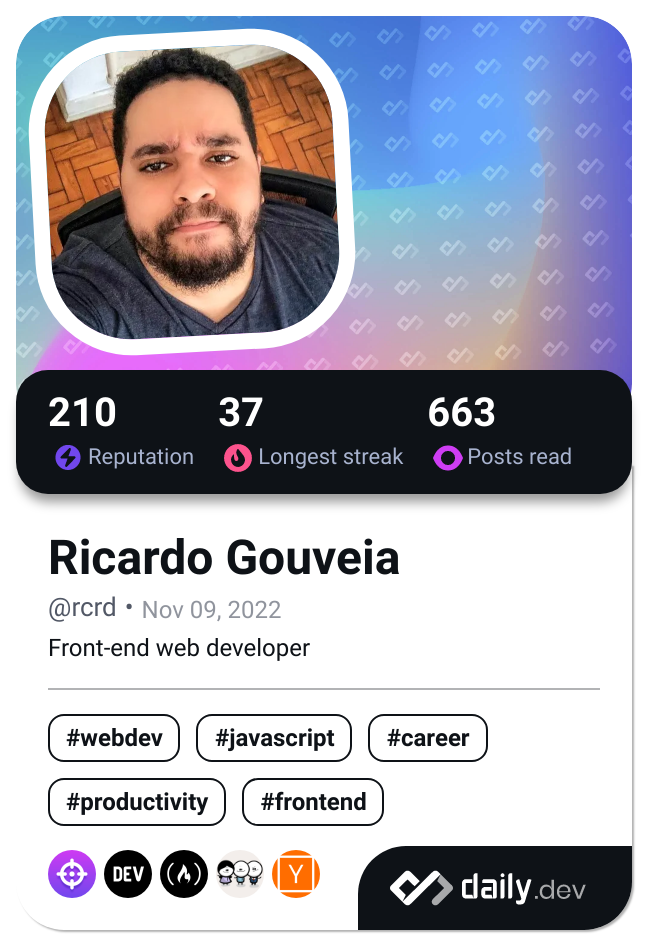 210 37 663
Reputation Longest streak Posts read
Ricardo Gouveia
@rcrd • Nov 09, 2022
Front-end web developer
#webdev #javascript #career
#productivity #frontend
DEV Y
daily.dev